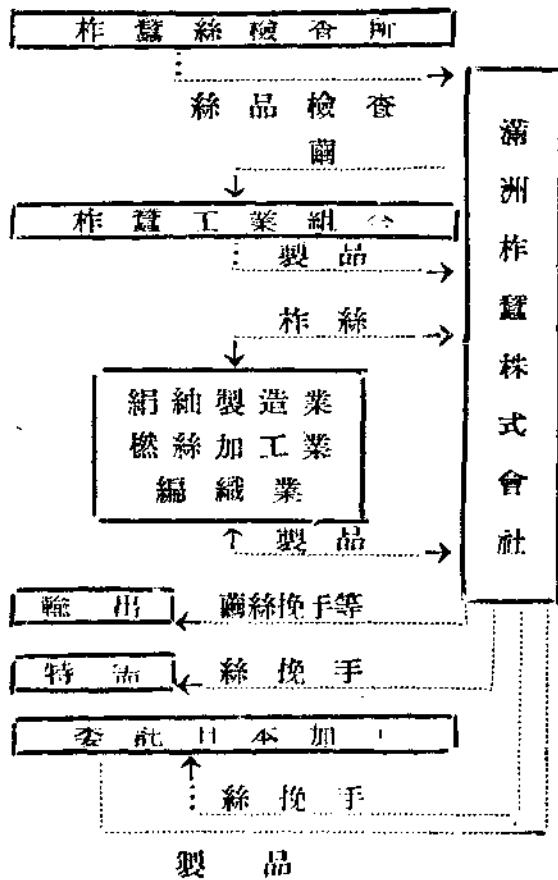 柞蠶絲檢査所
絲品檢査
繭
柞蠶工業組合
製品
柞絲
絹紬製造業
撚絲加工業
編織業
製品
滿洲柞蠶株式會社
輸出
繭絲挽手等
特需
絲挽手
委託日本加工
絲挽手
製品